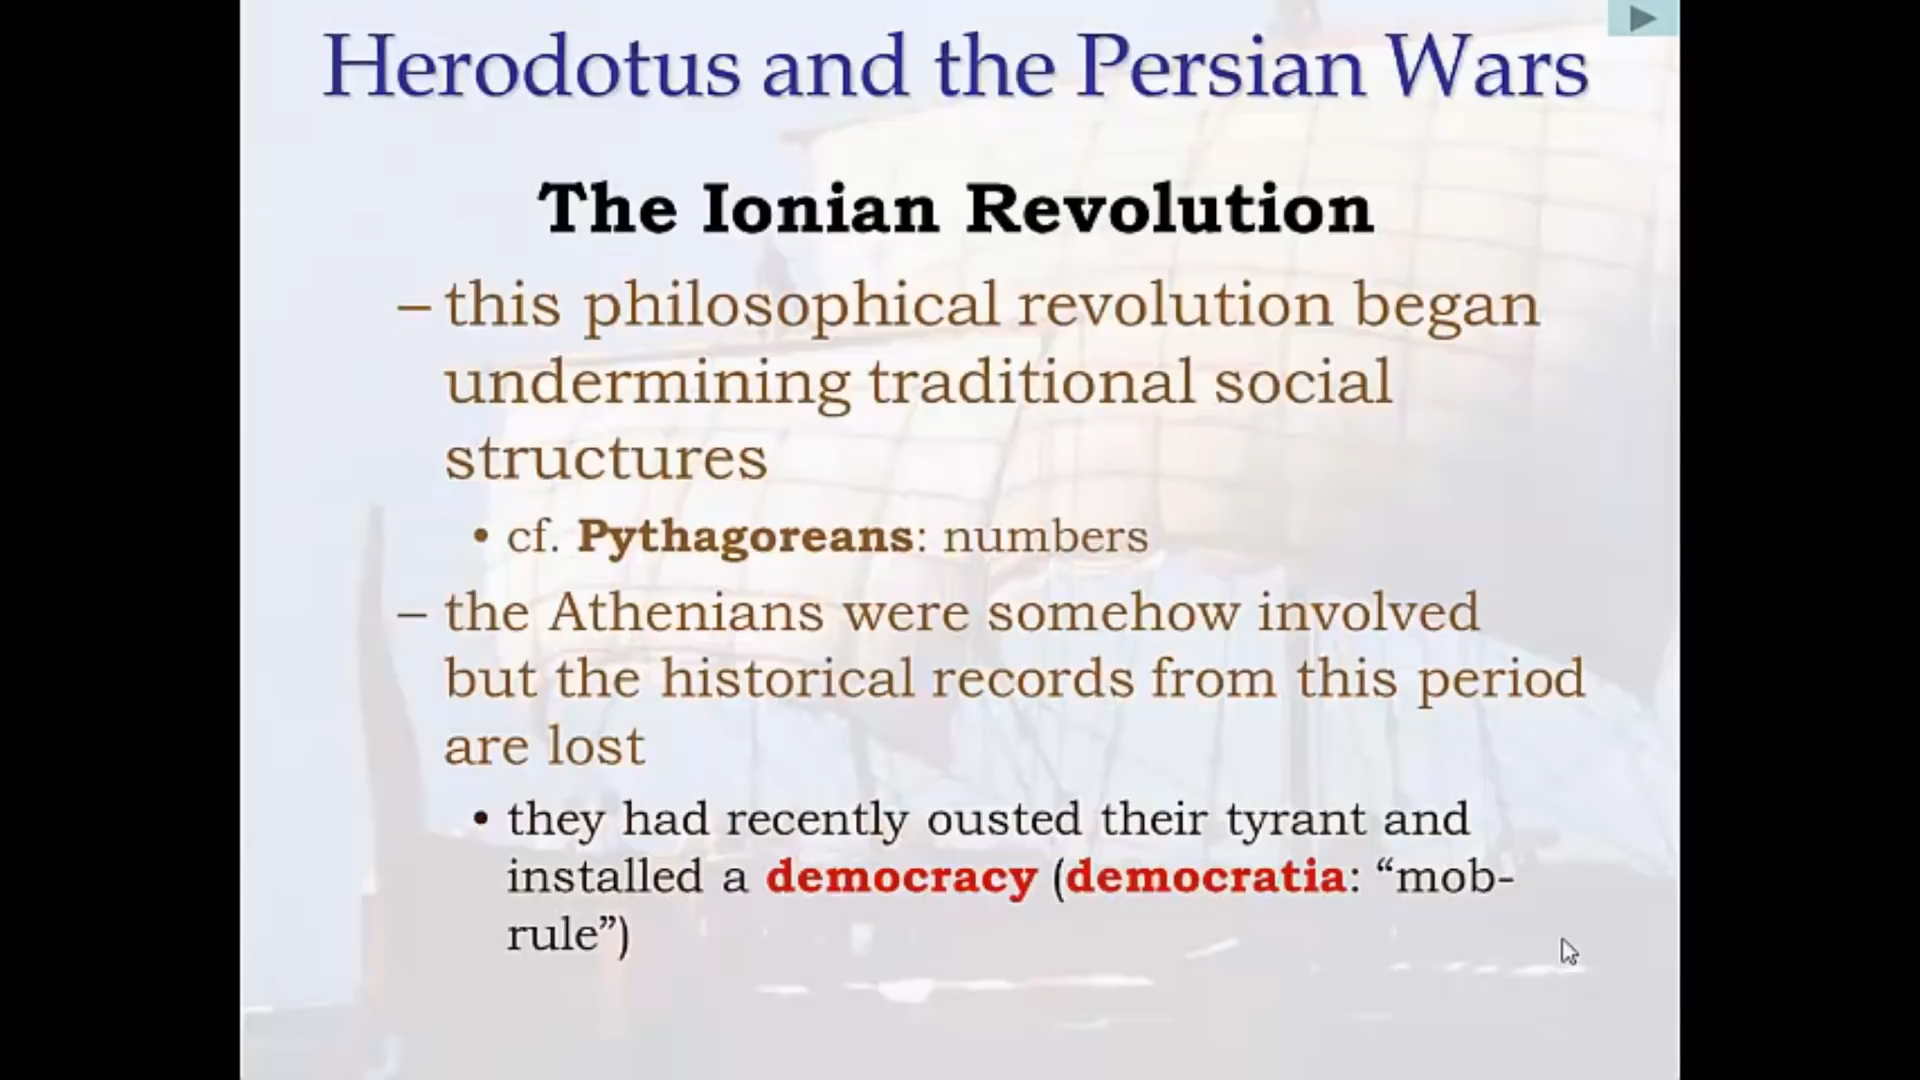 Herodotus and the Persian Wars
The Ionian Revolution
– this philosophical revolution began
undermining traditional social
structures
• cf. Pythagoreans: numbers
– the Athenians were somehow involved
but the historical records from this period
are lost
• they had recently ousted their tyrant and
installed a democracy (democratia: “mob-
rule”)